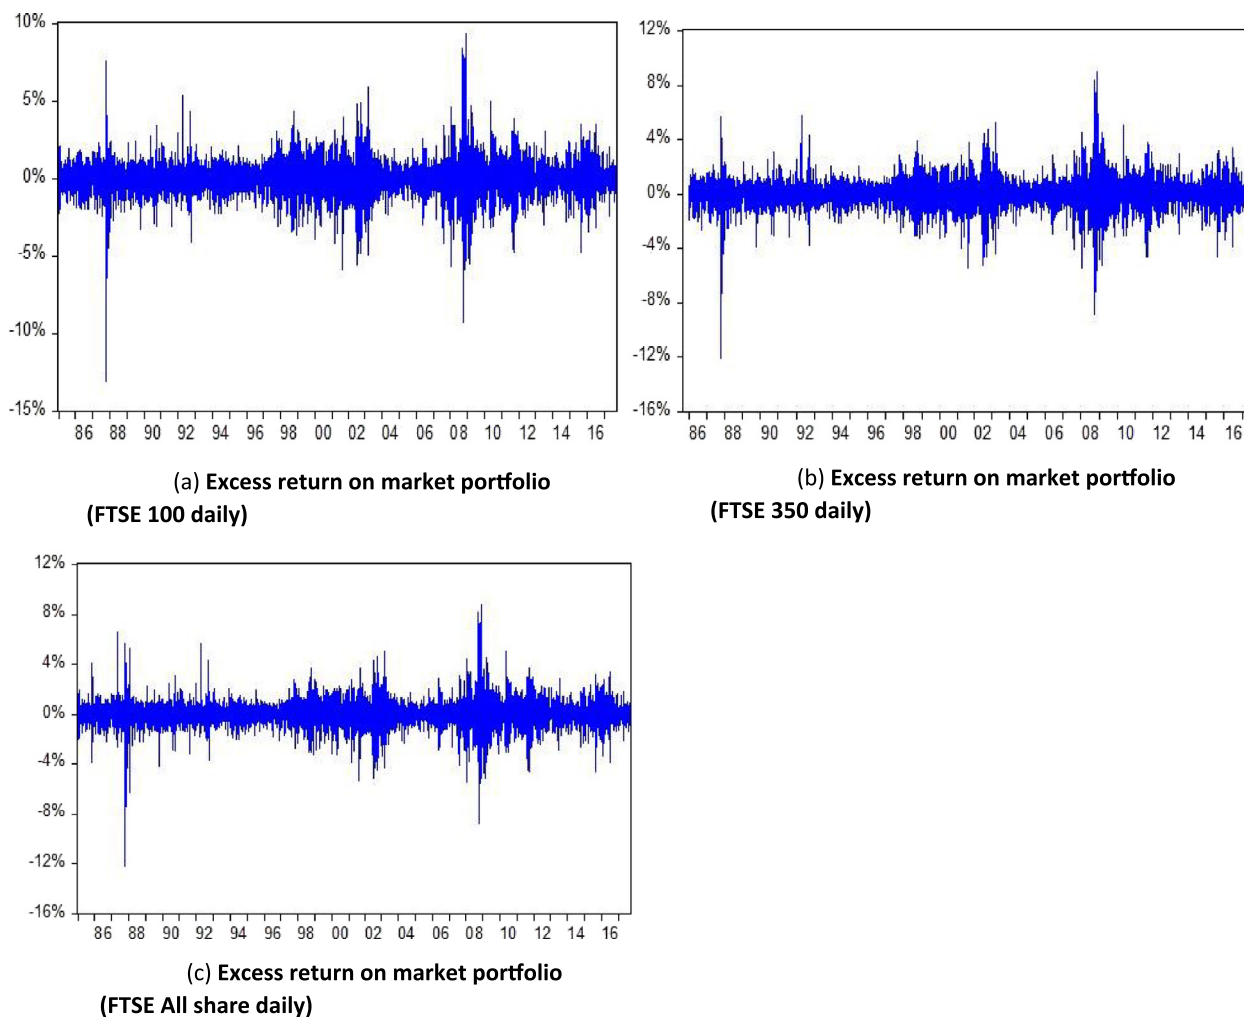 10%
5%
0%
-5%
-10%
-15%
86 88 90 92 94 96 98 00 02 04 06 08 10 12 14 16
(a) Excess return on market portfolio
(FTSE 100 daily)
12%
8%
4%
0%
-4%
-8%
-12%
-16%
86 88 90 92 94 96 98 00 02 04 06 08 10 12 14 16
(b) Excess return on market portfolio
(FTSE 350 daily)
12%
8%
4%
0%
-4%
-8%
-12%
-16%
86 88 90 92 94 96 98 00 02 04 06 08 10 12 14 16
(c) Excess return on market portfolio
(FTSE All share daily)